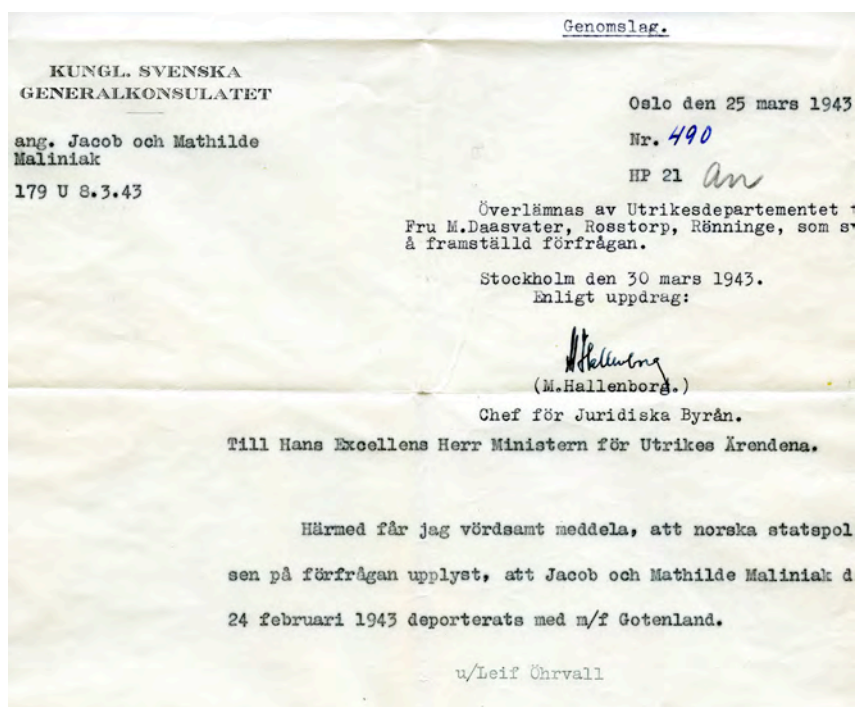 Genomslag.
KUNGL. SVENSKA
GENERALKONSULATET
ang. Jacob och Mathilde
Maliniak
179 U 8.3.43
Oslo den 25 mars 1943
Nr. 490
HP 21 an
Överlämnas av Utrikesdepartementet t
Fru M.Daasvater, Rosstorp, Rönninge, som sv
å framställd förfrågan.
Stockholm den 30 mars 1943.
Enligt uppdrag:
MHallenborg
(M.Hallenborg.)
Chef för Juridiska Byrån.
Till Hans Excellens Herr Ministern för Utrikes Ärendena.
Härmed får jag vördsamt meddela, att norska statspol
sen på förfrågan upplyst, att Jacob och Mathilde Maliniak d
24 februari 1943 deporterats med m/f Gotenland.
u/Leif Öhrvall